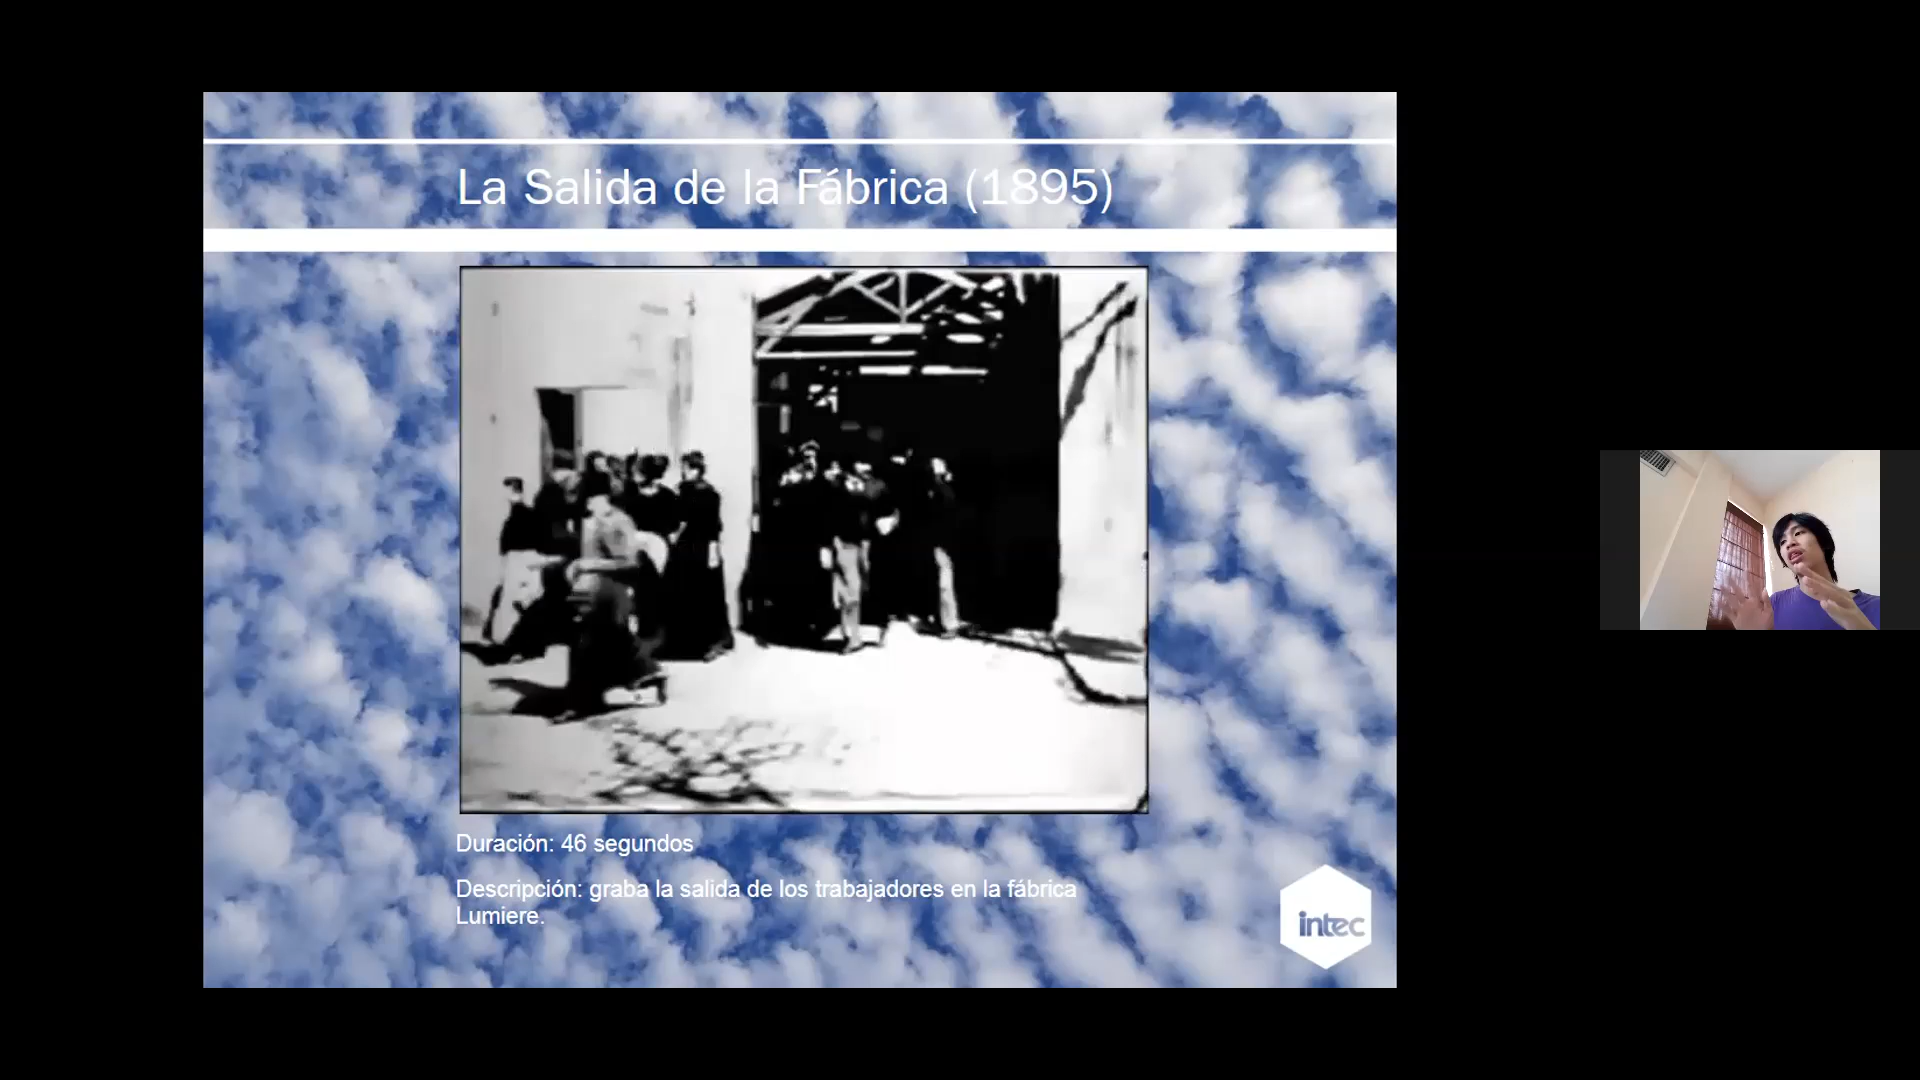 La Salida de la Fábrica (1895)
Duración: 46 segundos
Descripción: graba la salida de los trabajadores en la fábrica
Lumiere.
intec